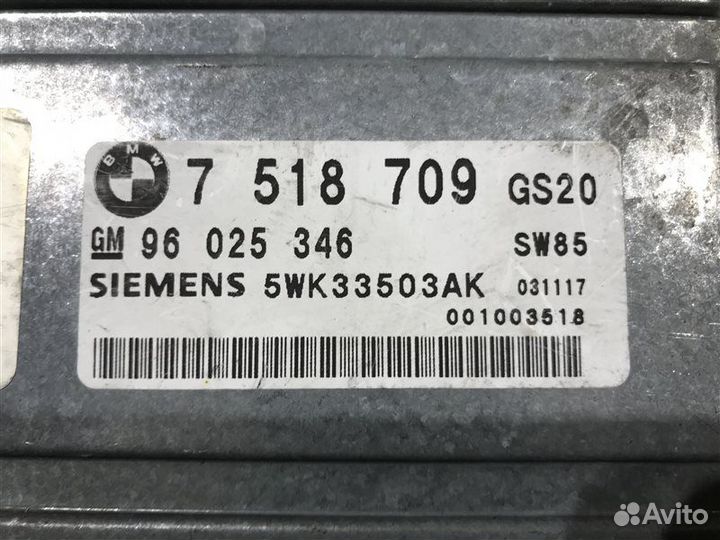 BMW 7 518 709 GS20
GM 96 025 346 SW85
SIEMENS 5WK33503AK 031117
001003518
Avito